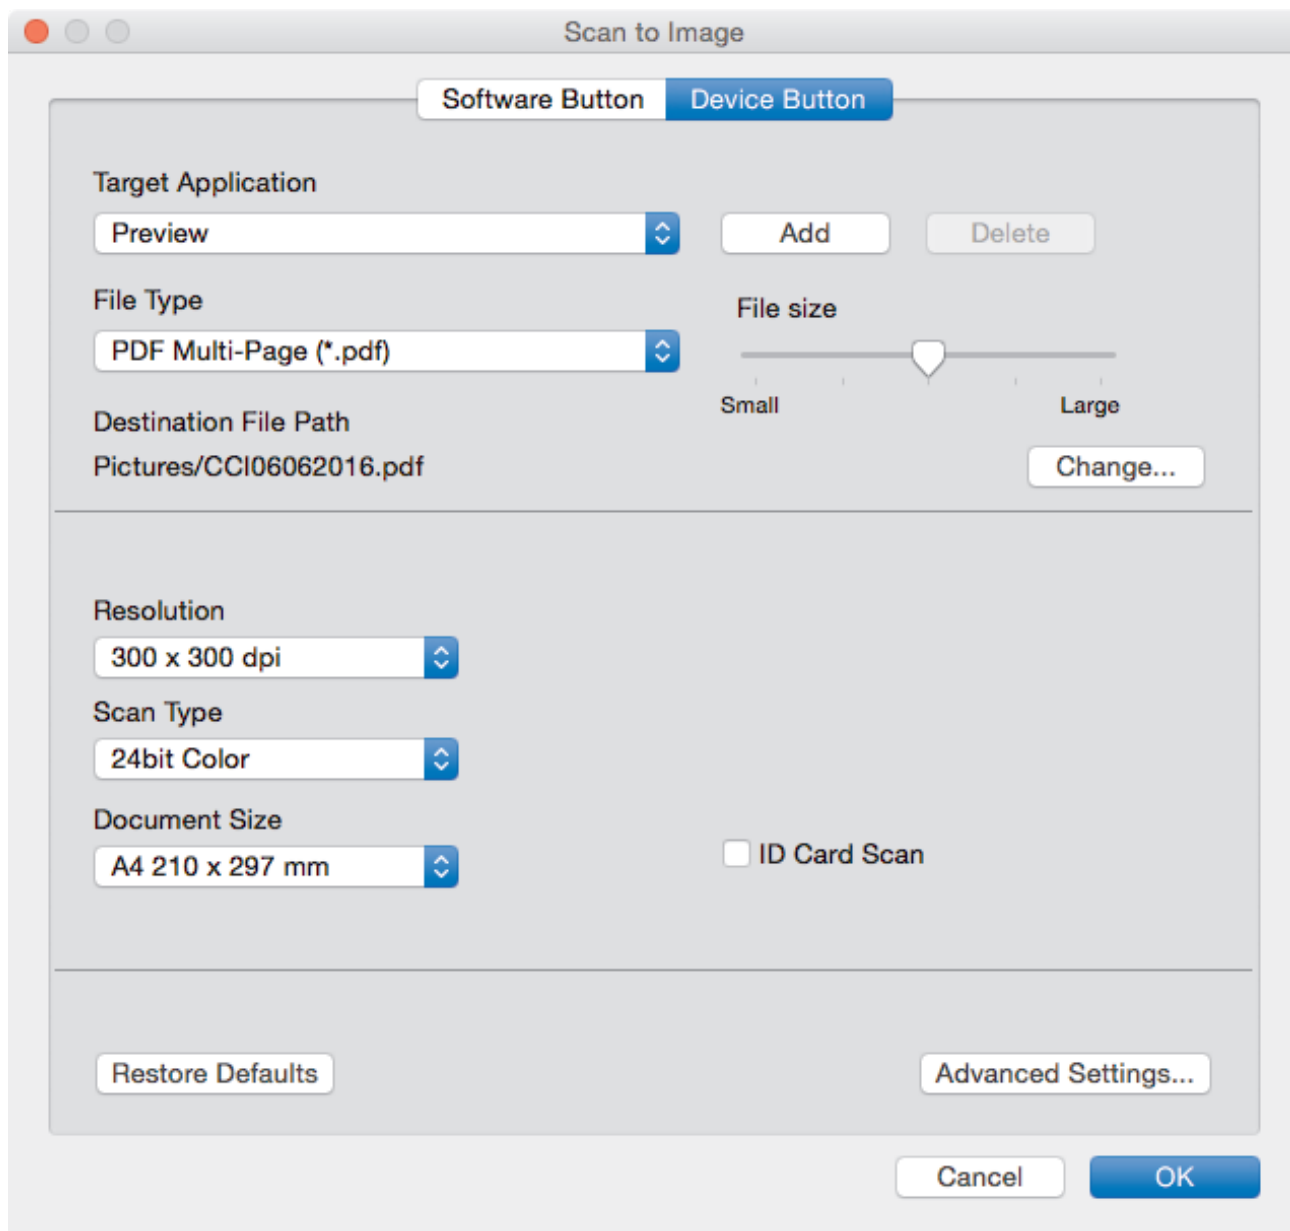 Scan to Image
Software Button Device Button
Target Application
Preview Add Delete
File Type
File size
PDF Multi-Page (*.pdf)
Small Large
Destination File Path
Pictures/CCI06062016.pdf Change...
Resolution
300 x 300 dpi
Scan Type
24bit Color
Document Size
A4 210 x 297 mm ID Card Scan
Restore Defaults Advanced Settings...
Cancel OK